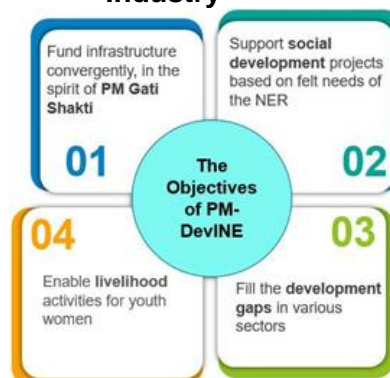 Industry
Fund infrastructure
convergently, in the
spirit of PM Gati
Shakti
01
Support social
development projects
based on felt needs of
the NER
02
The
Objectives
of PM-
DevINE
04
Enable livelihood
activities for youth
women
03
Fill the development
gaps in various
sectors